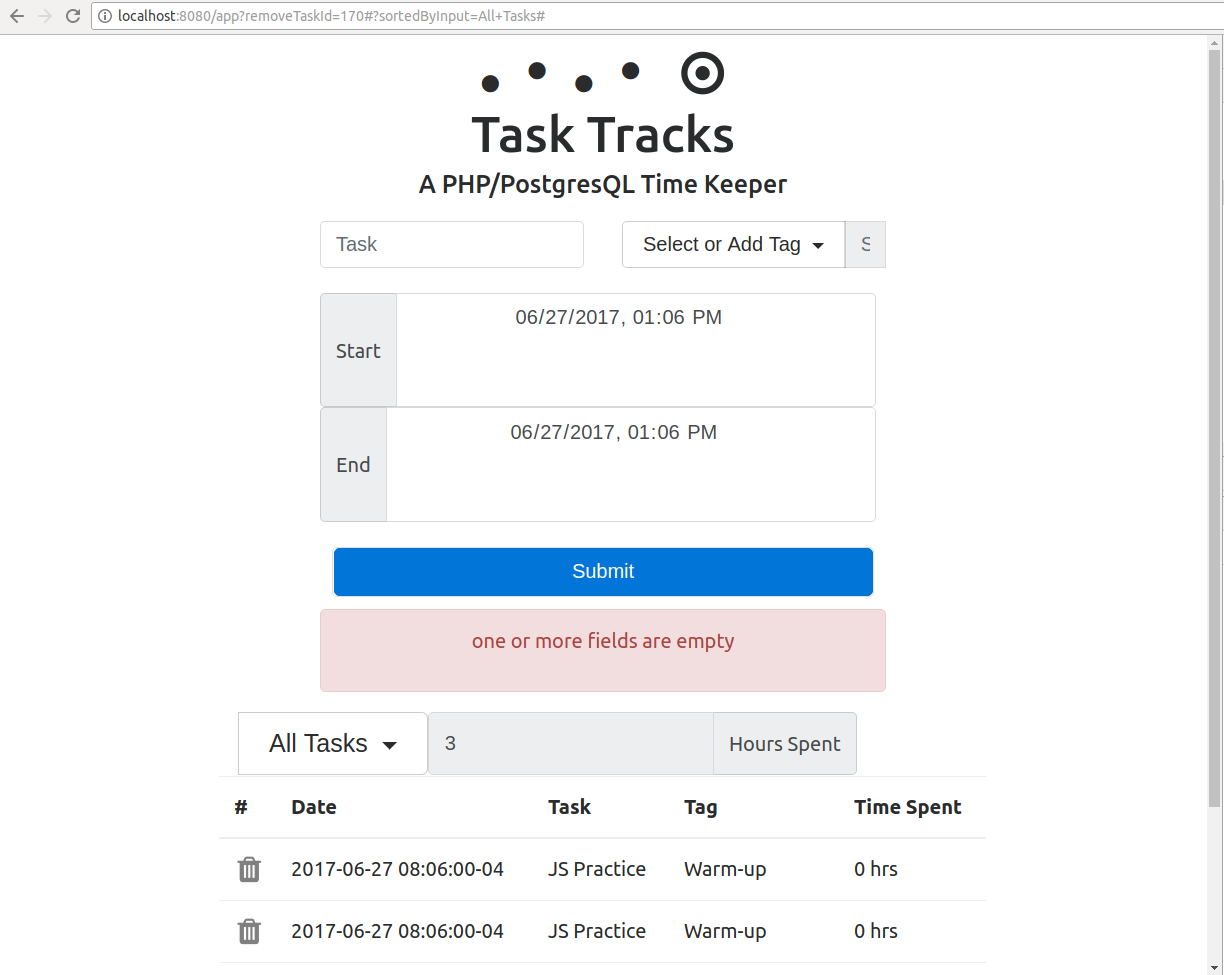 localhost:8080/app?removeTaskId=170#?sortedByInput=All+Tasks#
Task Tracks
A PHP/PostgresQL Time Keeper
Task
Select or Add Tag
S
06/27/2017, 01:06 PM
Start
06/27/2017, 01:06 PM
End
Submit
one or more fields are empty
All Tasks 3 Hours Spent
# Date Task Tag Time Spent
2017-06-27 08:06:00-04 JS Practice Warm-up 0 hrs
2017-06-27 08:06:00-04 JS Practice Warm-up 0 hrs